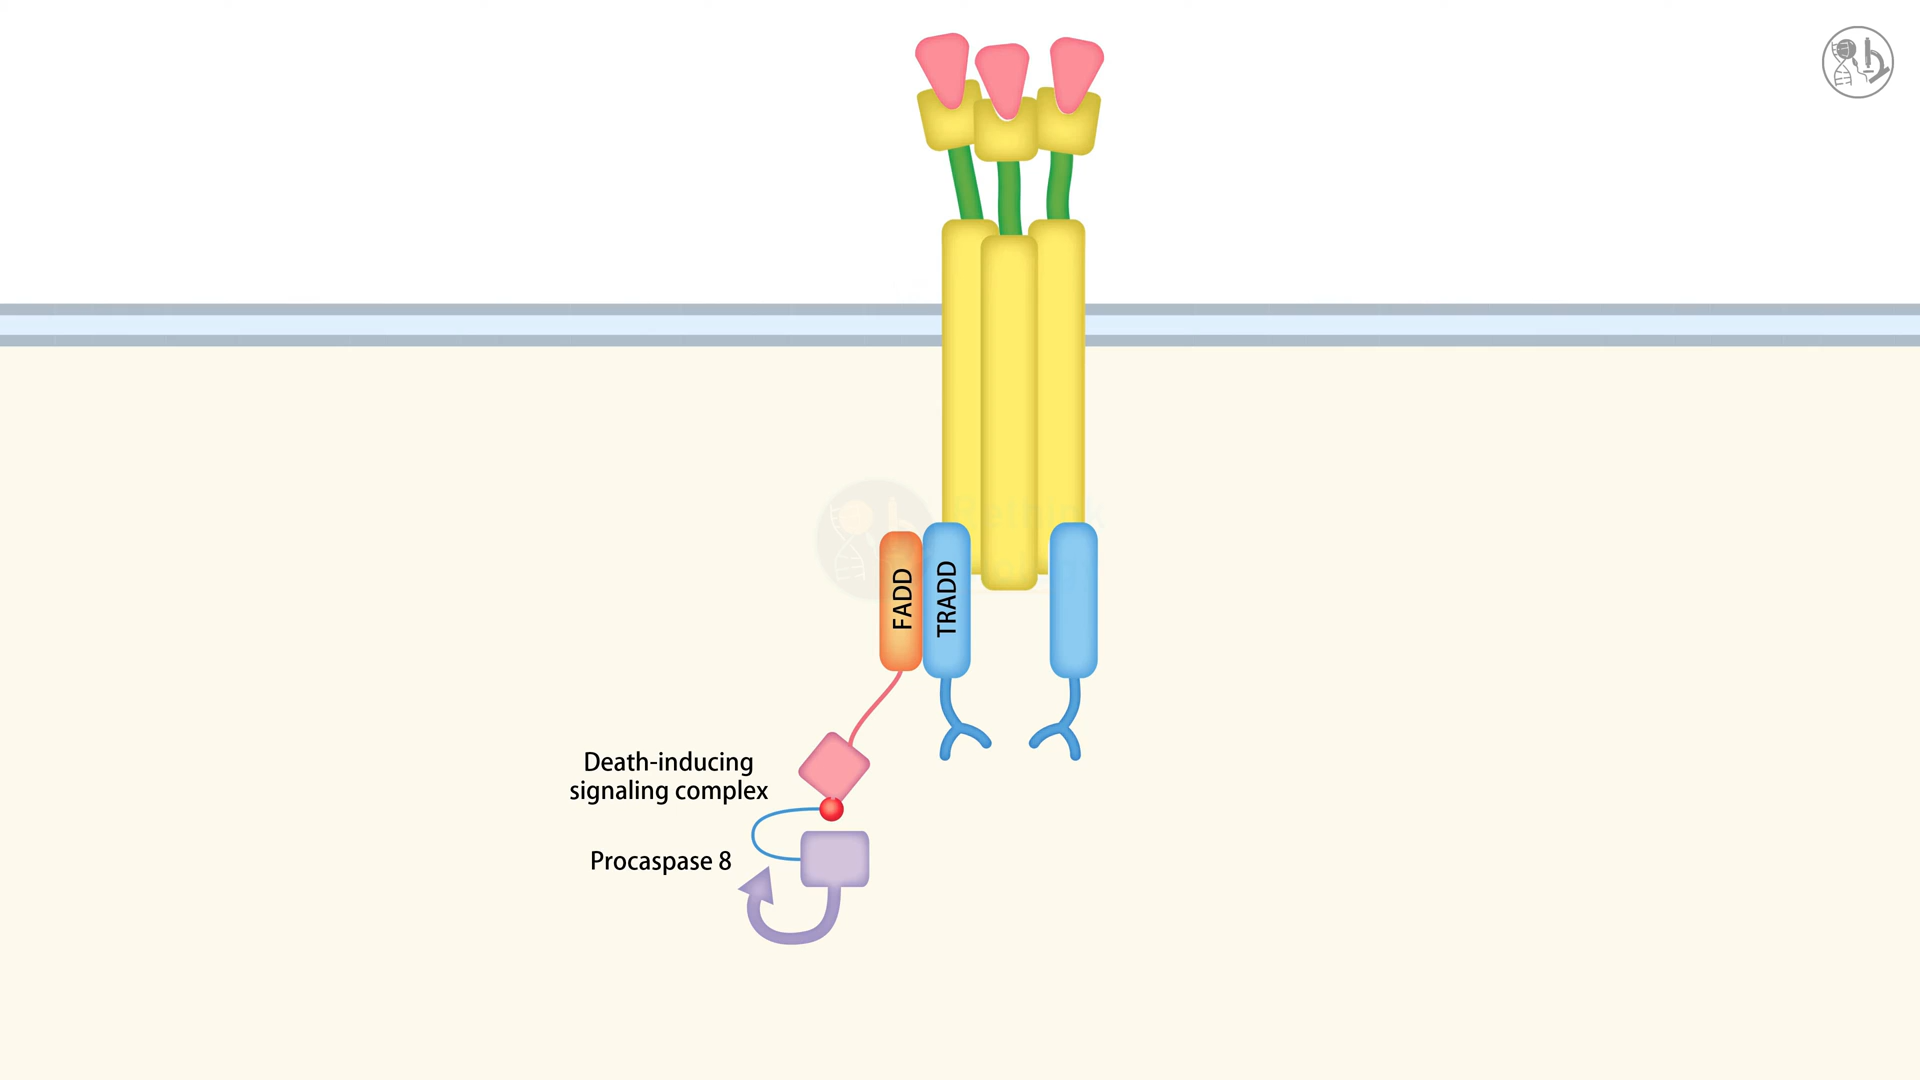 FADD
TRADD
Death-inducing
signaling complex
Procaspase 8